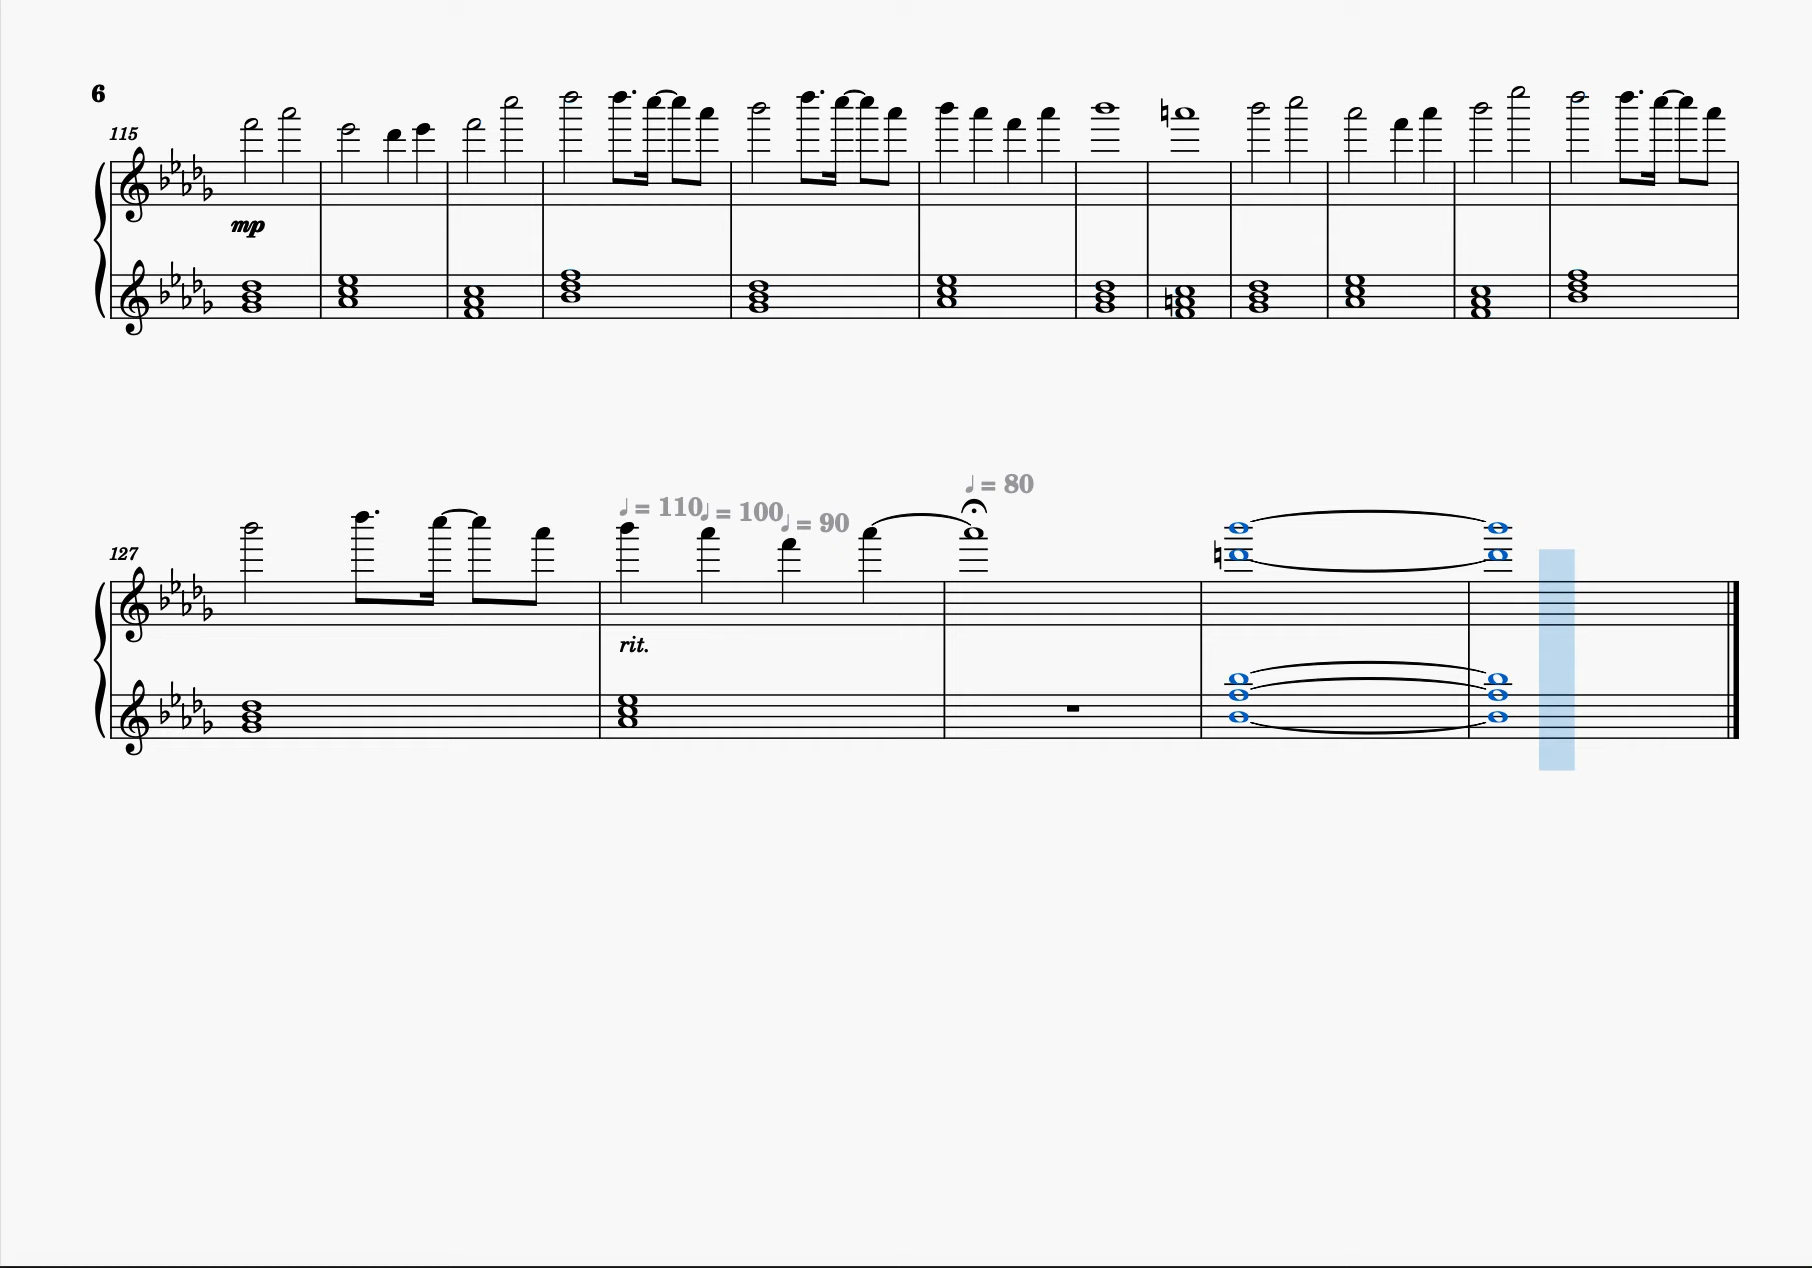 6
115
mp
♩ = 80
♩ = 110 ♩ = 100 ♩ = 90
127
rit.